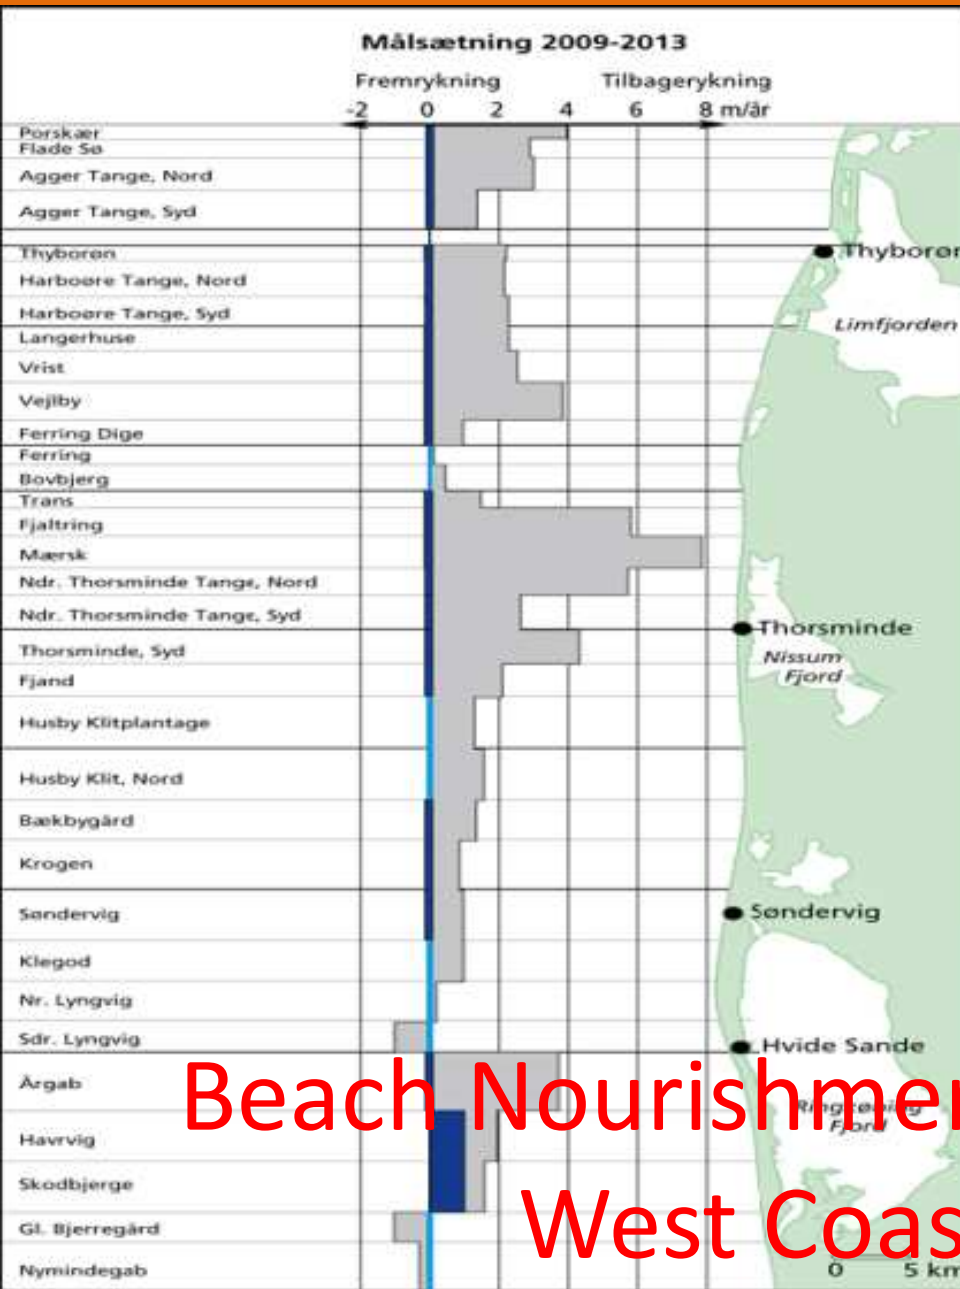 Målsætning 2009-2013
Fremrykning Tilbagerykning
-2 0 2 4 6 8 m/år
Porskær
Flade Sø
Agger Tange, Nord
Agger Tange, Syd
Thyborøn
Harboøre Tange, Nord
Harboøre Tange, Syd
Langerhuse
Vrist
Vejlby
Ferring Dige
Ferring
Bovbjerg
Trans
Fjaltring
Mærsk
Ndr. Thorsminde Tange, Nord
Ndr. Thorsminde Tange, Syd
Thorsminde, Syd
Fjand
Husby Klitplantage
Husby Klit, Nord
Bækbygård
Krogen
Søndervig
Klegod
Nr. Lyngvig
Sdr. Lyngvig
Årgab
Havrvig
Skodbjerge
Gl. Bjerregård
Nymindegab
Thyborøn
Limfjorden
Thorsminde
Nissum
Fjord
Søndervig
Hvide Sande
Ringkøbing
Fjord
0 5 km
Beach Nourishmen
West Coas